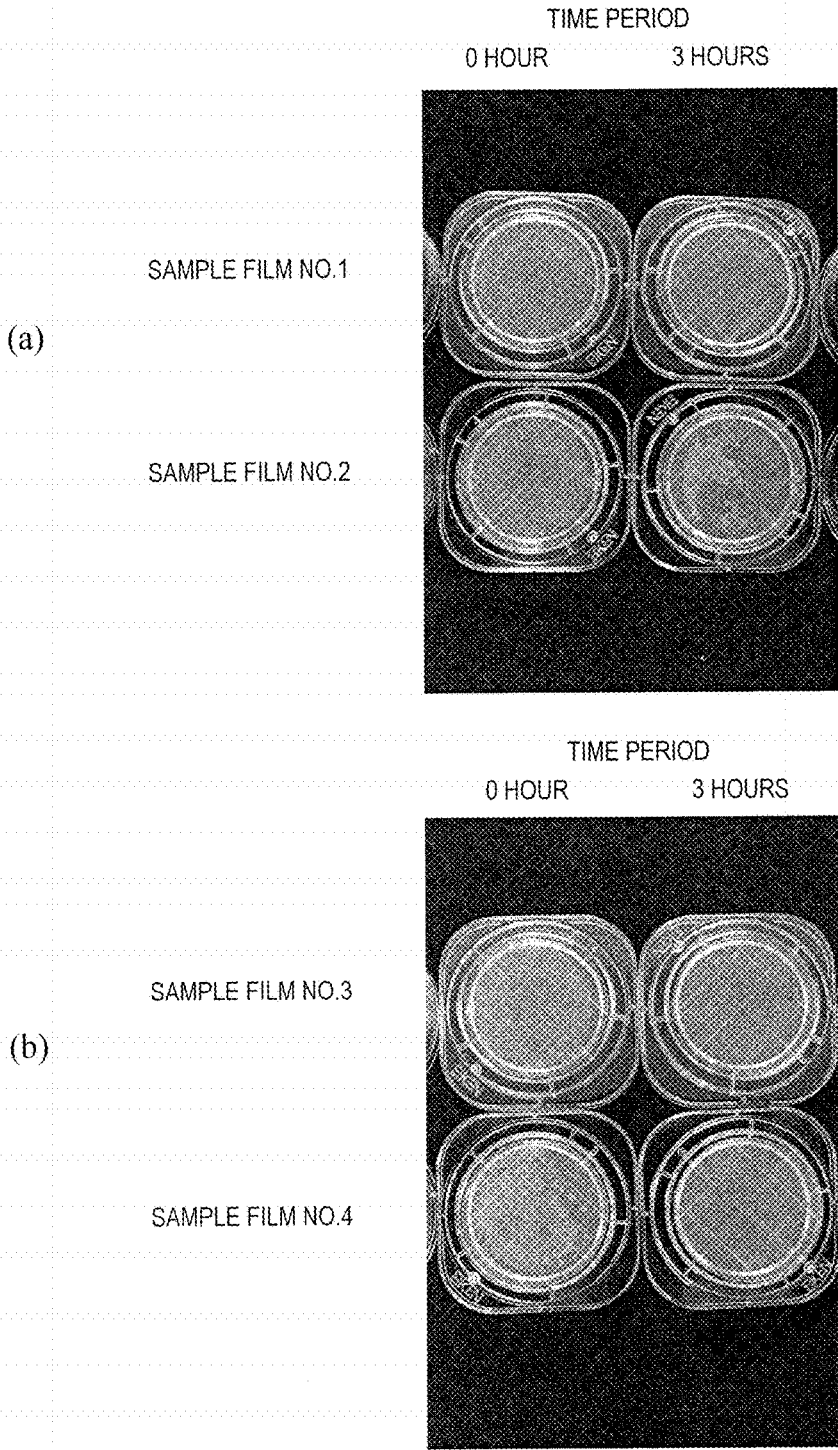 TIME PERIOD
0 HOUR 3 HOURS
SAMPLE FILM NO.1
(a)
SAMPLE FILM NO.2
TIME PERIOD
0 HOUR 3 HOURS
SAMPLE FILM NO.3
(b)
SAMPLE FILM NO.4